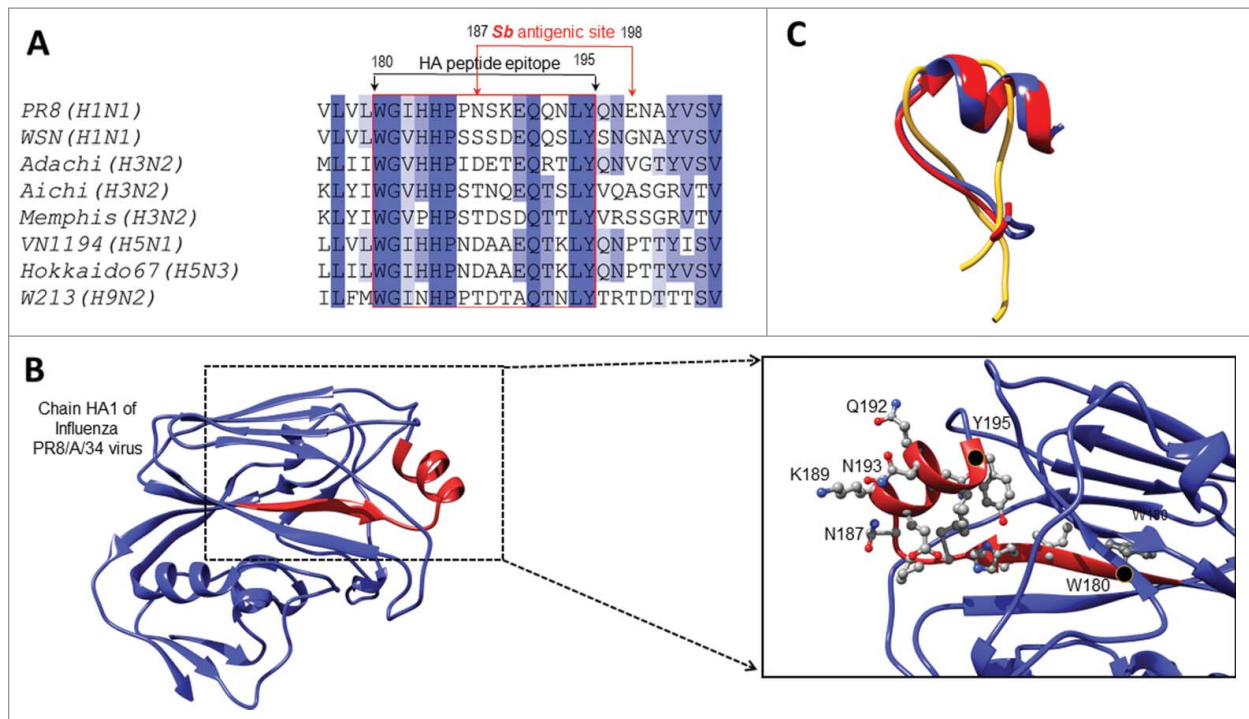 A
187 Sb antigenic site 198
180 HA peptide epitope 195
PR8(H1N1) VLVLWGIHHPPNSKEQQNLYQNENAYVSV
WSN(H1N1) VLVLWGVHHPSSSDEQQSLYSNGNAYVSV
Adachi(H3N2) MLIIWGVHHPIDETEQRTLYQNVGTYVSV
Aichi(H3N2) KLYIWGVHHPSTNQEQTSLYVQASGRVTV
Memphis(H3N2) KLYIWGVPHPSTDSDQTTLYVRSSGRVTV
VN1194(H5N1) LLVLWGIHHPNDAAEQTKLYQNPTTYISV
Hokkaido67(H5N3) LLILWGIHHPNDAAEQTKLYQNPTTYVSV
W213(H9N2) ILFMWGINHPPTDTAQTNLYTRTDTTTSV
C
B
Chain HA1 of
Influenza
PR8/A/34 virus
Q192
Y195
K189
N193
N187
W180
W180